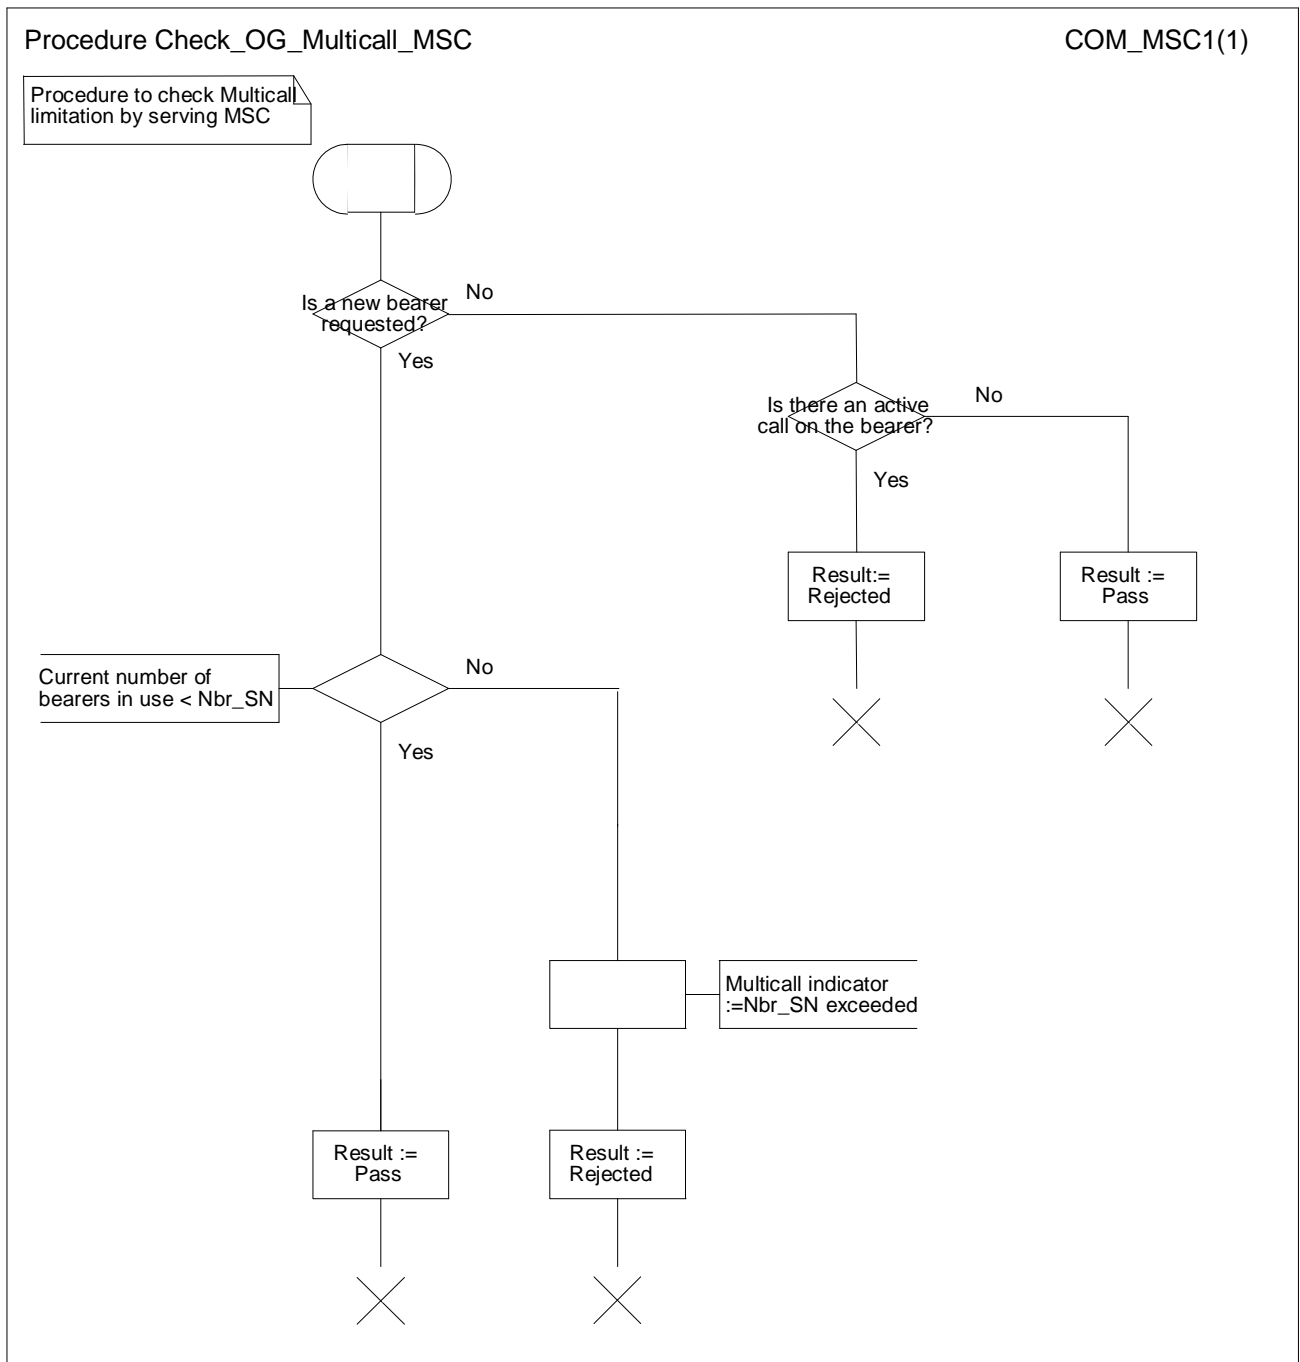 Procedure Check_OG_Multicall_MSC
COM_MSC1(1)
Procedure to check Multicall
limitation by serving MSC
Is a new bearer
requested?
No
Yes
Is there an active
call on the bearer?
No
Yes
Result:=
Rejected
Result :=
Pass
Current number of
bearers in use < Nbr_SN
No
Yes
Multicall indicator
:=Nbr_SN exceeded
Result :=
Pass
Result :=
Rejected